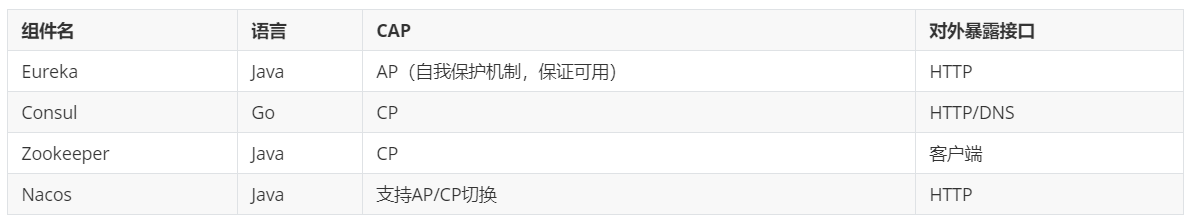 组件名 语言 CAP 对外暴露接口
Eureka Java AP（自我保护机制，保证可用） HTTP
Consul Go CP HTTP/DNS
Zookeeper Java CP 客户端
Nacos Java 支持AP/CP切换 HTTP